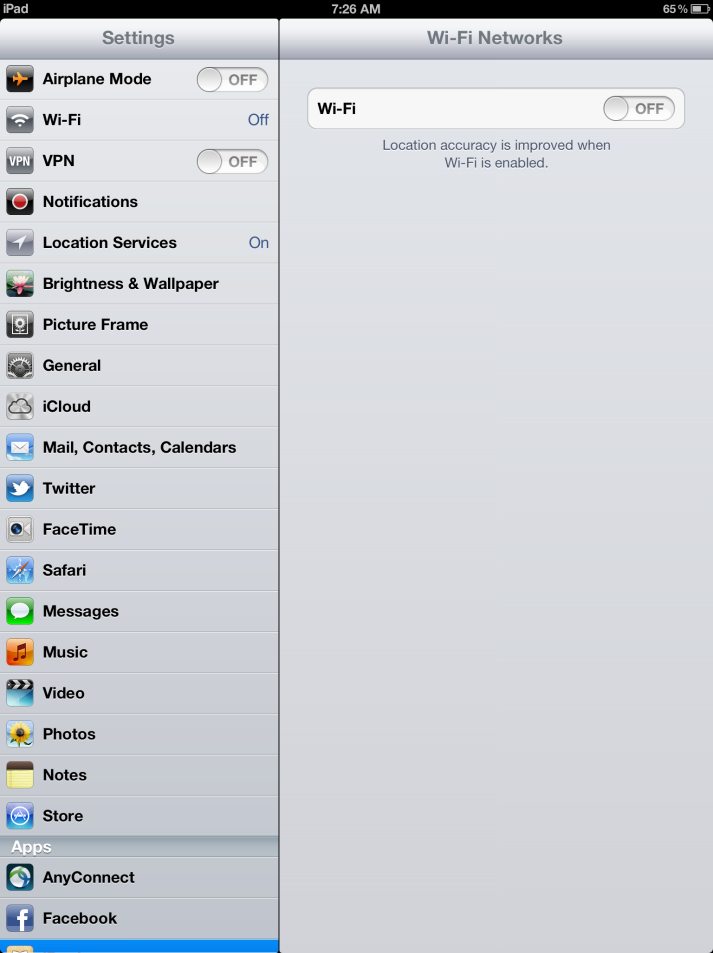 iPad 7:26 AM 65%
Settings
Airplane Mode OFF
Wi-Fi Off
VPN VPN OFF
Notifications
Location Services On
Brightness & Wallpaper
Picture Frame
General
iCloud
Mail, Contacts, Calendars
Twitter
FaceTime
Safari
Messages
Music
Video
Photos
Notes
Store
Apps
AnyConnect
Facebook
Wi-Fi Networks
Wi-Fi OFF
Location accuracy is improved when
Wi-Fi is enabled.